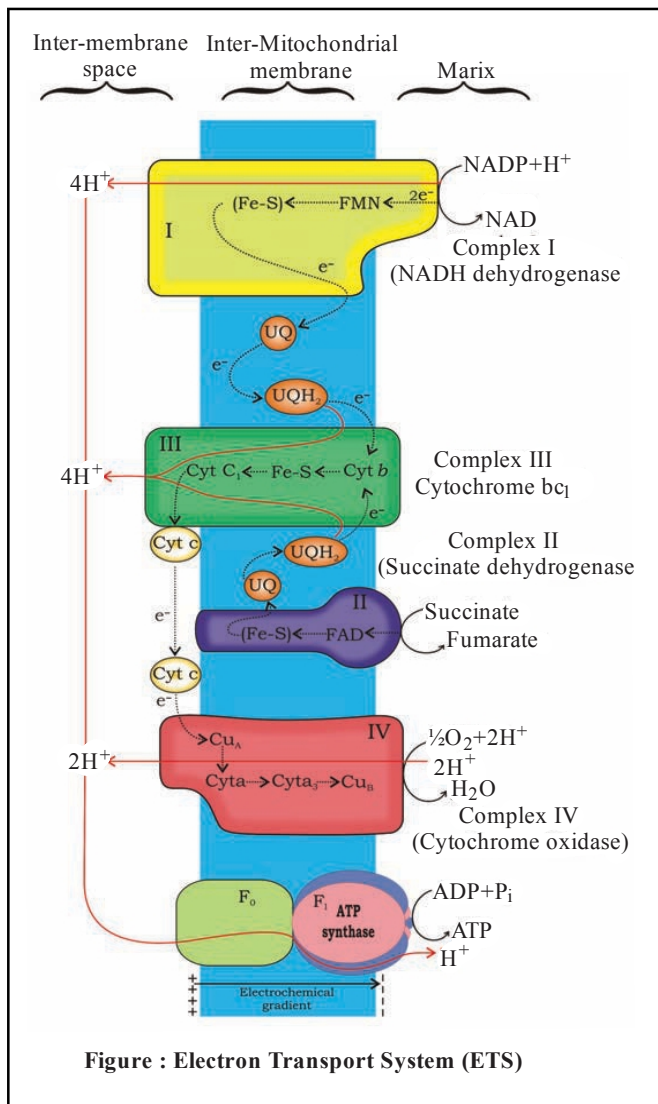 Inter-membrane
space
Inter-Mitochondrial
membrane
Marix
4H⁺
NADP+H⁺
(Fe-S)
FMN
2e⁻
NAD
I
Complex I
(NADH dehydrogenase
e⁻
UQ
e⁻
UQH₂
e⁻
III
4H⁺
Cyt C₁
Fe-S
Cyt b
Complex III
Cytochrome bc₁
e⁻
Cyt c
UQH₂
Complex II
(Succinate dehydrogenase
UQ
II
e⁻
(Fe-S)
FAD
Succinate
Fumarate
Cyt c
e⁻
IV
Cu_A
½O₂+2H⁺
2H⁺
2H⁺
Cyta
Cyta₃
Cu_B
H₂O
Complex IV
(Cytochrome oxidase)
F₀
F₁
ATP
synthase
ADP+Pᵢ
ATP
H⁺
+ + + +
Electrochemical
gradient
Figure : Electron Transport System (ETS)